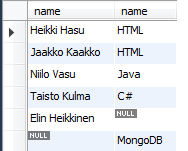 name name
Heikki Hasu HTML
Jaakko Kaakko HTML
Niilo Vasu Java
Taisto Kulma C#
Elin Heikkinen NULL
NULL MongoDB